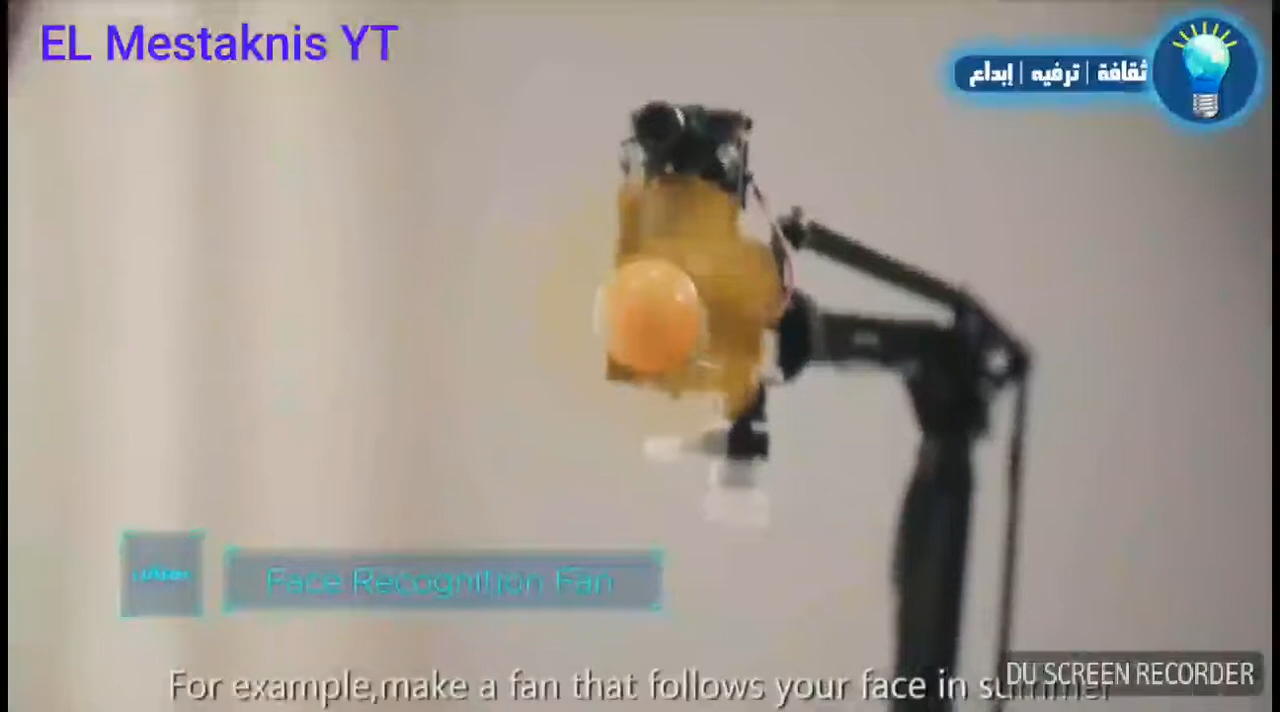 EL Mestaknis YT
ثقافة | ترفيه | إبداع
Face Recognition Fan
For example,make a fan that follows your face in summer
DU SCREEN RECORDER